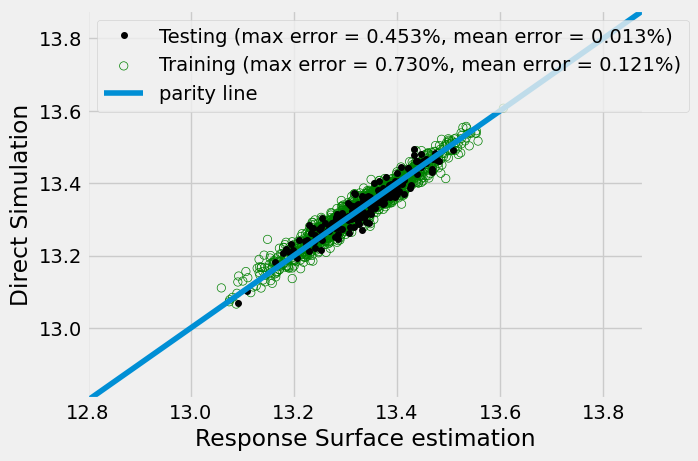 Testing (max error = 0.453%, mean error = 0.013%)
Training (max error = 0.730%, mean error = 0.121%)
parity line
Direct Simulation
13.8
13.6
13.4
13.2
13.0
12.8 13.0 13.2 13.4 13.6 13.8
Response Surface estimation